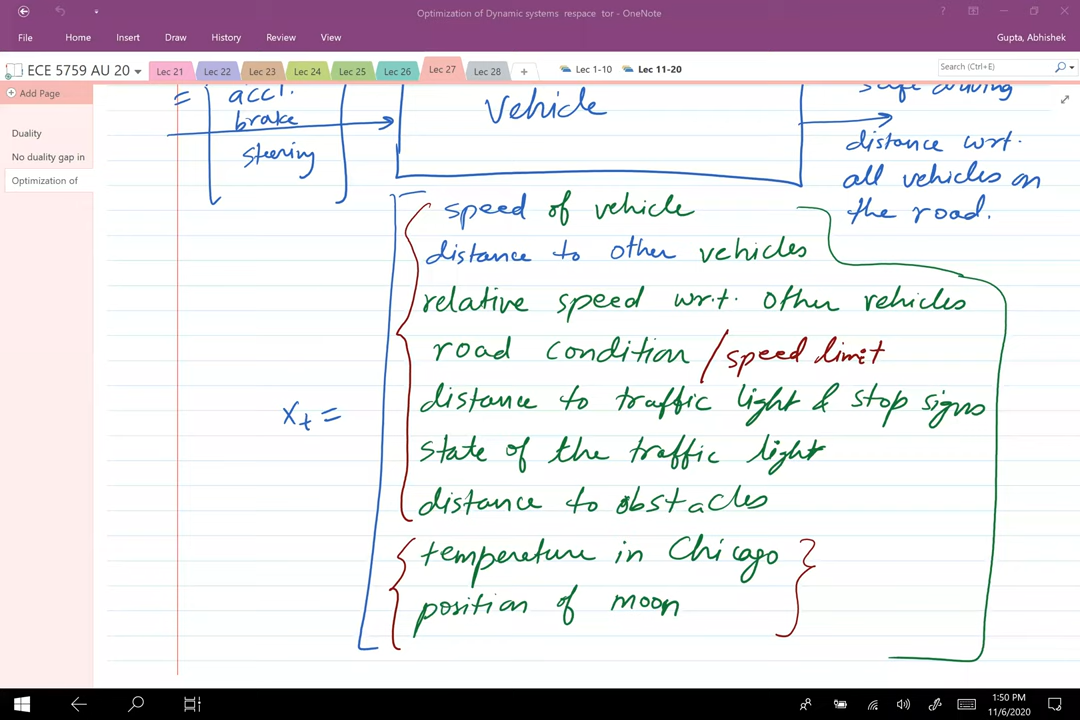 Optimization of Dynamic systems respace tor - OneNote
File Home Insert Draw History Review View
Gupta, Abhishek
ECE 5759 AU 20
Lec 21 Lec 22 Lec 23 Lec 24 Lec 25 Lec 26 Lec 27 Lec 28 + Lec 1-10 Lec 11-20
Search (Ctrl+E)
Add Page
Duality
No duality gap in
Optimization of
= accl.
brake
steering
Vehicle
safe driving
distance wrt.
all vehicles on
the road.
xt =
speed of vehicle
distance to other vehicles
relative speed wr.t. other vehicles
road condition / speed limit
distance to traffic light & stop signs
state of the traffic light
distance to obstacles
temperature in Chicago
position of moon
1:50 PM
11/6/2020